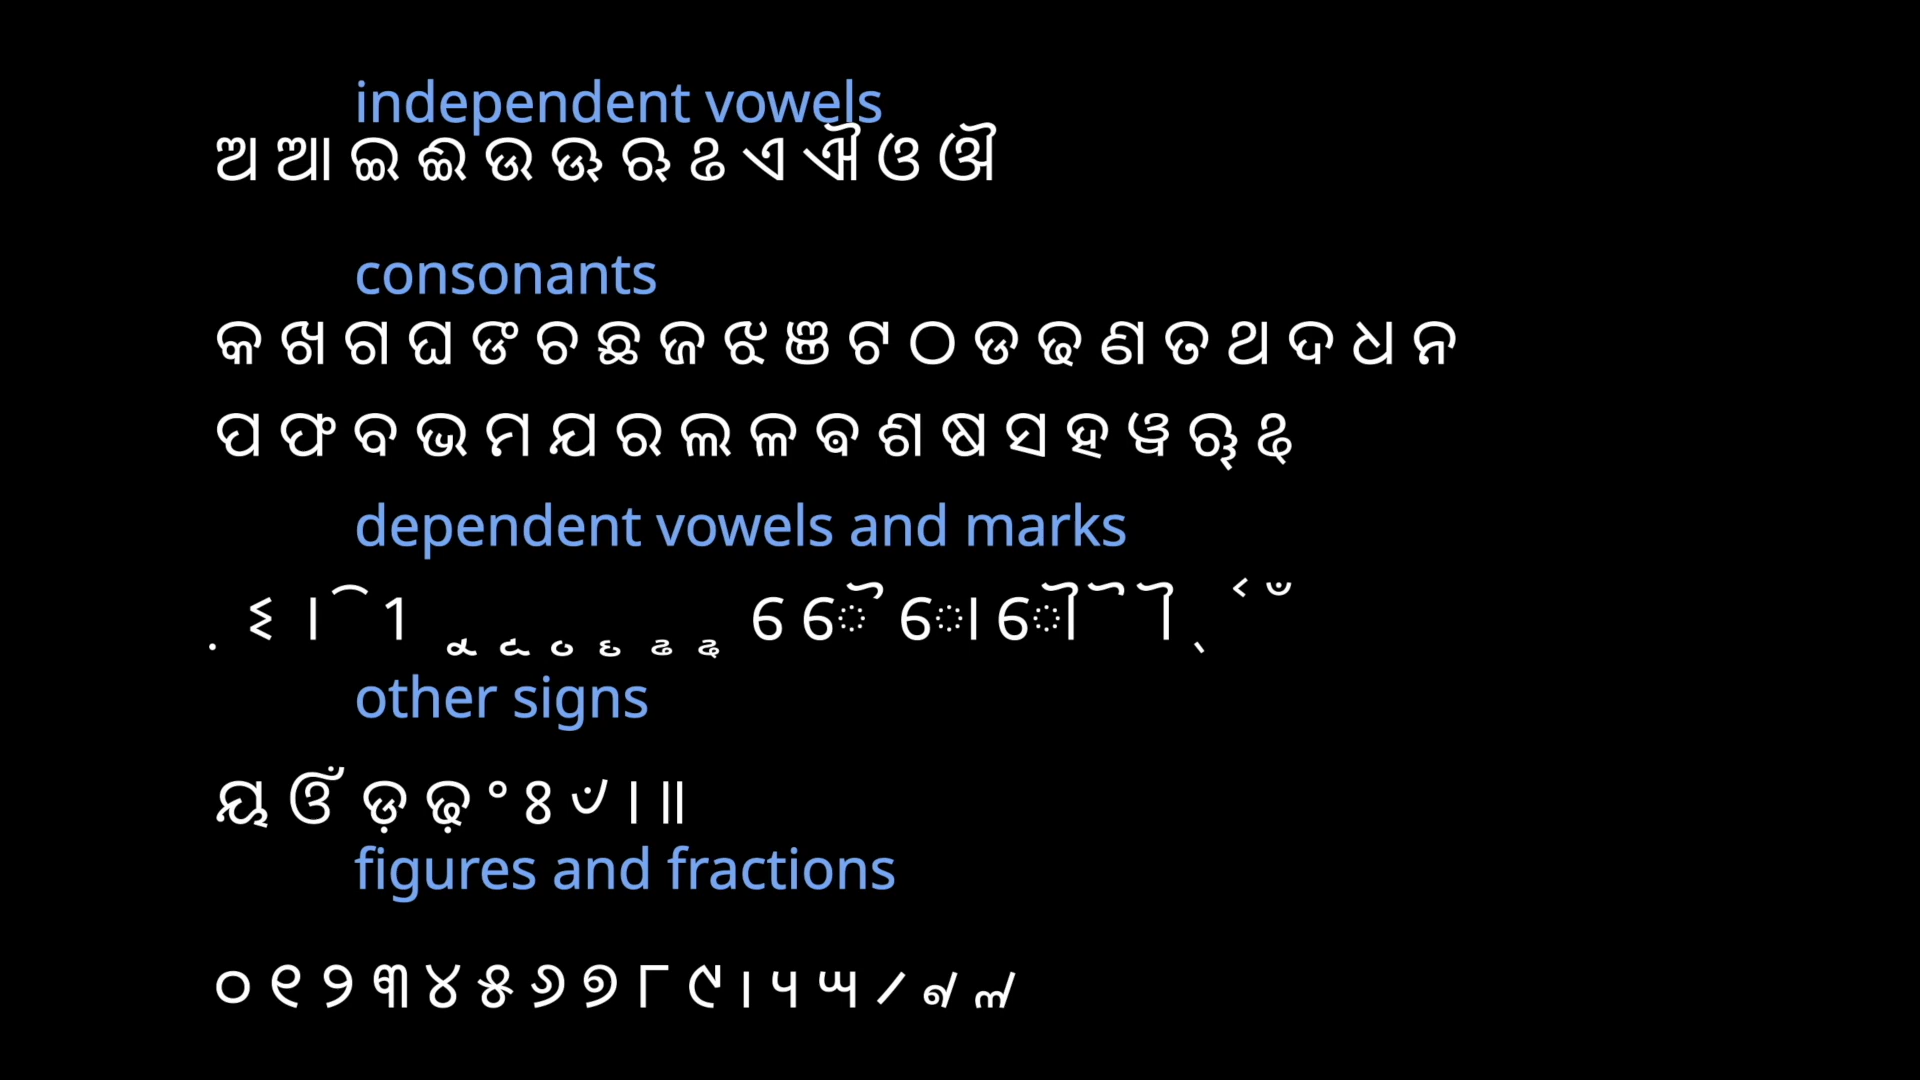 independent vowels
ଅ ଆ ଇ ଈ ଉ ଊ ଋ ଌ ଏ ଐ ଓ ଔ
consonants
କ ଖ ଗ ଘ ଙ ଚ ଛ ଜ ଝ ଞ ଟ ଠ ଡ ଢ ଣ ତ ଥ ଦ ଧ ନ
ପ ଫ ବ ଭ ମ ଯ ର ଲ ଳ ଵ ଶ ଷ ସ ହ ୱ ୠ ୡ
dependent vowels and marks
଼ ଽ ା ି ୀ ୁ ୂ ୃ ୄ ୢ ୣ େ ୈ ୋ ୌ ୖ ୗ ୍ ୕ ଁ
other signs
ୟ ଓଁ ଡ଼ ଢ଼ ଂ ଃ ୰ । ॥
figures and fractions
୦ ୧ ୨ ୩ ୪ ୫ ୬ ୭ ୮ ୯ ୲ ୳ ୴ ୵ ୶ ୷